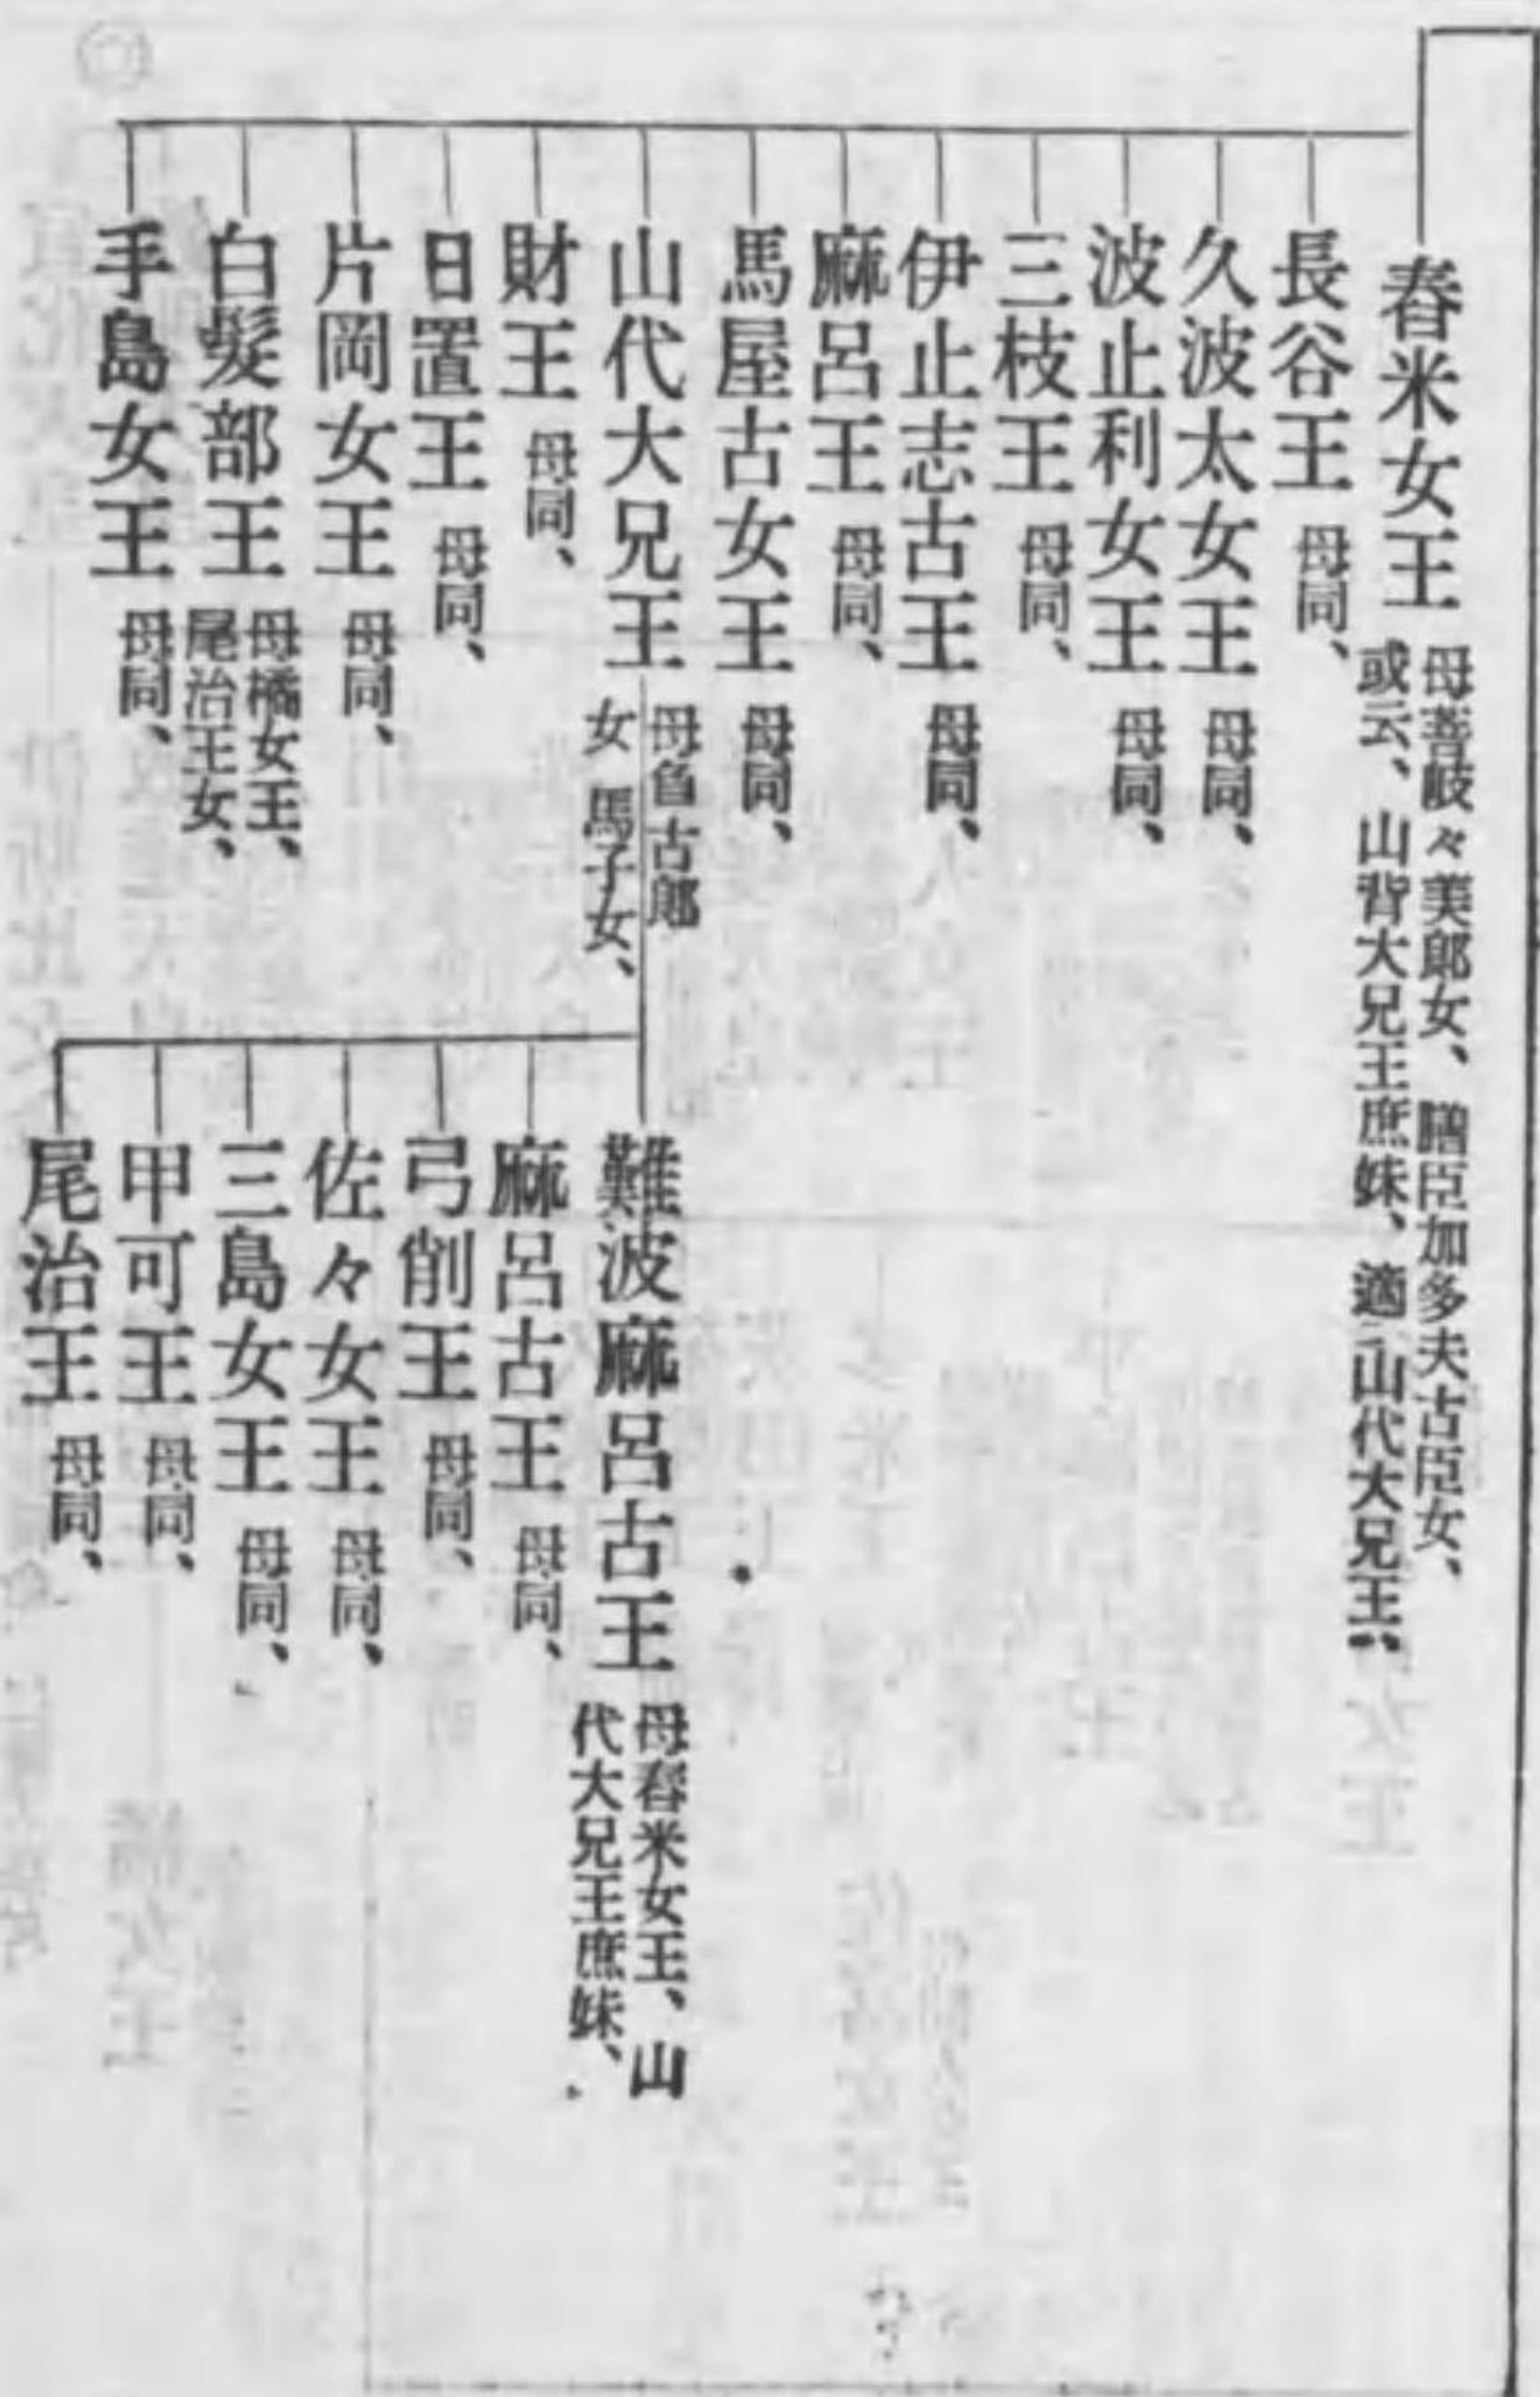 舂米女王
母菩岐々美郎女、膳臣加多夫古臣女、
或云、山背大兄王庶妹、適山代大兄王、
長谷王 母同、
久波太女王 母同、
波止利女王 母同、
三枝王 母同、
伊止志古王 母同、
麻呂王 母同、
馬屋古女王 母同、
山代大兄王
母自古郎
女 馬子女、
財王 母同、
日置王 母同、
片岡女王 母同、
白髮部王
母橘女王、
尾治王女、
手島女王 母同、
難波麻呂古王
母舂米女王、山
代大兄王庶妹、
麻呂古王 母同、
弓削王 母同、
佐々女王 母同、
三島女王 母同、
甲可王 母同、
尾治王 母同、